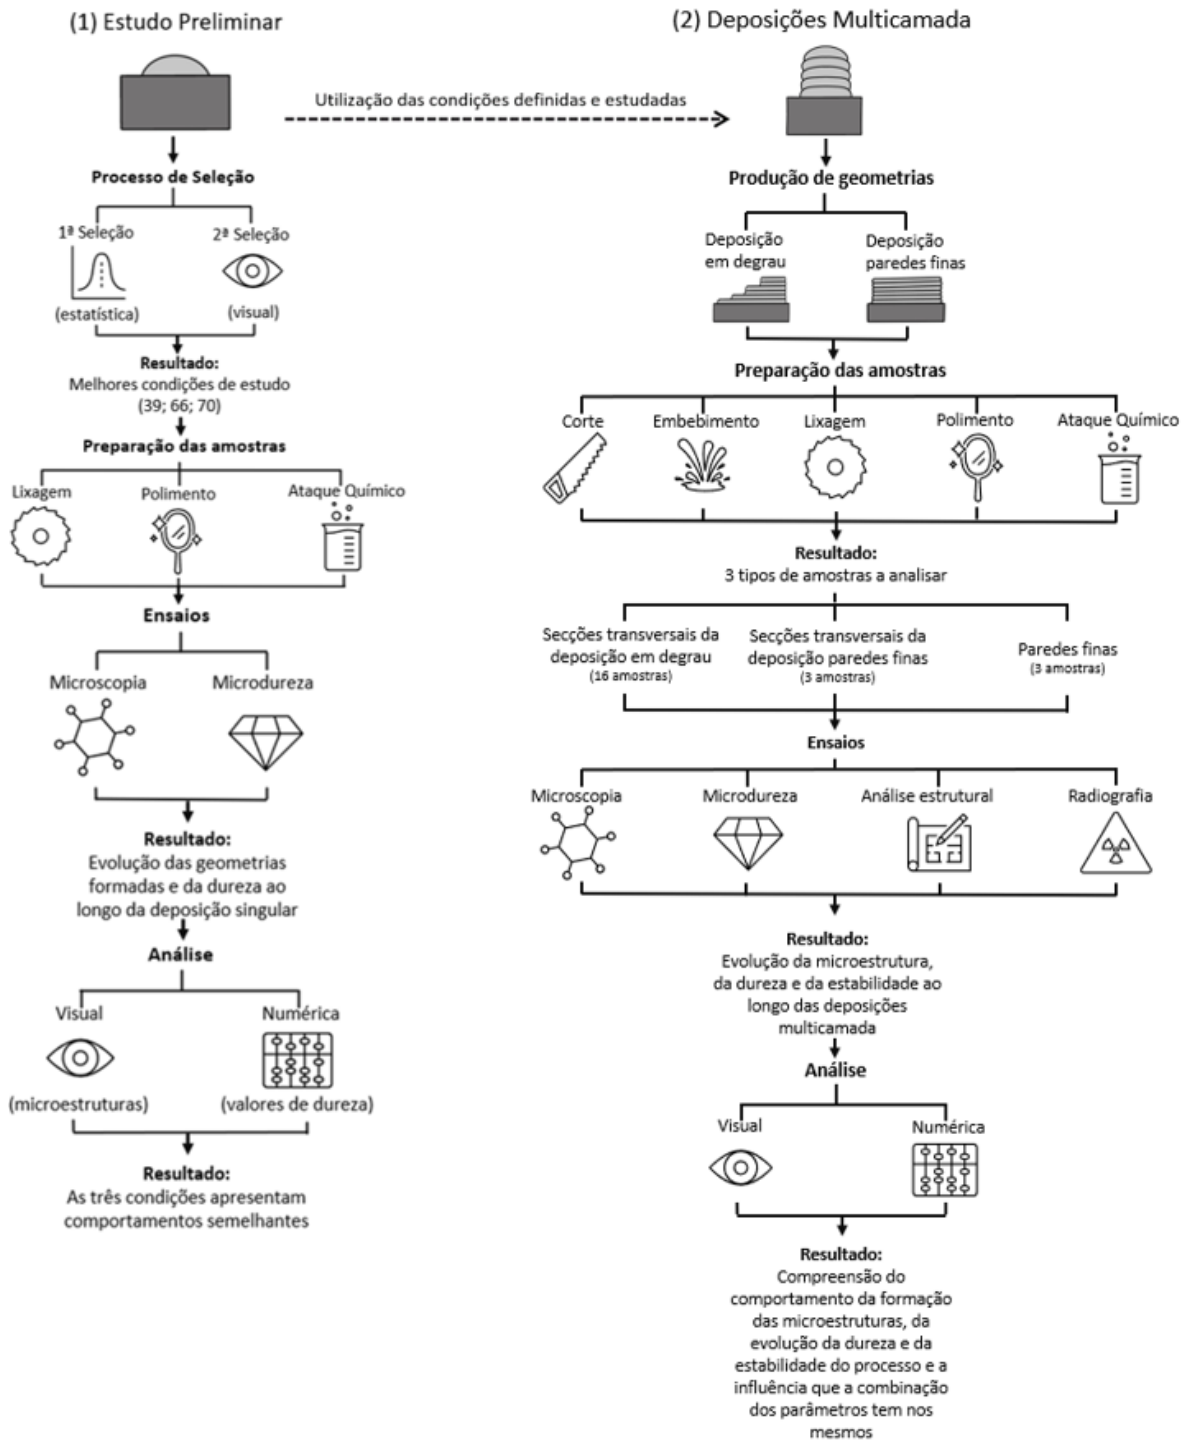 (1) Estudo Preliminar
Processo de Seleção
1ª Seleção
2ª Seleção
(estatística)
(visual)
Resultado:
Melhores condições de estudo
(39; 66; 70)
Preparação das amostras
Lixagem
Polimento
Ataque Químico
Ensaios
Microscopia
Microdureza
Resultado:
Evolução das geometrias
formadas e da dureza ao
longo da deposição singular
Análise
Visual
Numérica
(microestruturas)
(valores de dureza)
Resultado:
As três condições apresentam
comportamentos semelhantes
Utilização das condições definidas e estudadas
(2) Deposições Multicamada
Produção de geometrias
Deposição
em degrau
Deposição
paredes finas
Preparação das amostras
Corte
Embebimento
Lixagem
Polimento
Ataque Químico
Resultado:
3 tipos de amostras a analisar
Secções transversais da
deposição em degrau
(16 amostras)
Secções transversais da
deposição paredes finas
(3 amostras)
Paredes finas
(3 amostras)
Ensaios
Microscopia
Microdureza
Análise estrutural
Radiografia
Resultado:
Evolução da microestrutura,
da dureza e da estabilidade ao
longo das deposições
multicamada
Análise
Visual
Numérica
Resultado:
Compreensão do
comportamento da formação
das microestruturas, da
evolução da dureza e da
estabilidade do processo e a
influência que a combinação
dos parâmetros tem nos
mesmos